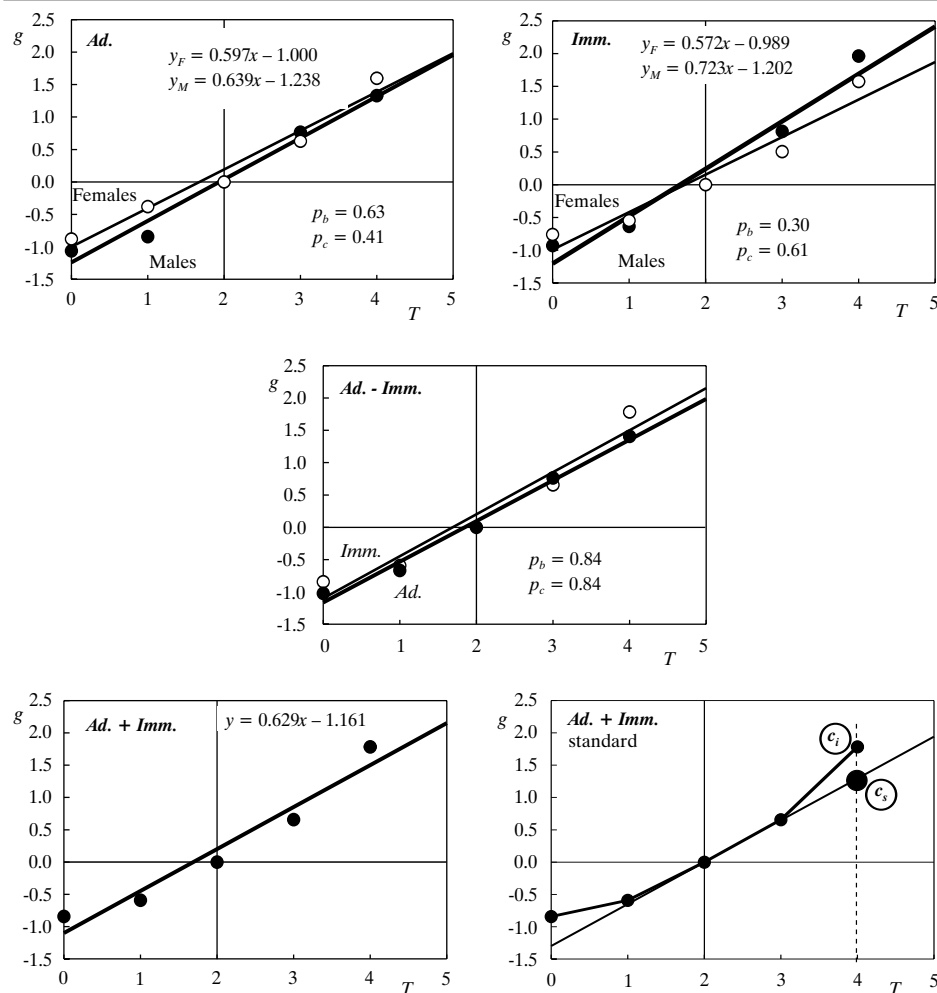 g
Ad.
y_F = 0.597x – 1.000
y_M = 0.639x – 1.238
2.5
2.0
1.5
1.0
0.5
0.0
-0.5
-1.0
-1.5
Females
Males
p_b = 0.63
p_c = 0.41
0 1 2 3 4 5
T
g
Imm.
y_F = 0.572x – 0.989
y_M = 0.723x – 1.202
2.5
2.0
1.5
1.0
0.5
0.0
-0.5
-1.0
-1.5
Females
Males
p_b = 0.30
p_c = 0.61
0 1 2 3 4 5
T
g
Ad. - Imm.
2.5
2.0
1.5
1.0
0.5
0.0
-0.5
-1.0
-1.5
Imm.
Ad.
p_b = 0.84
p_c = 0.84
0 1 2 3 4 5
T
g
Ad. + Imm.
y = 0.629x – 1.161
2.5
2.0
1.5
1.0
0.5
0.0
-0.5
-1.0
-1.5
0 1 2 3 4 5
T
g
Ad. + Imm.
standard
2.5
2.0
1.5
1.0
0.5
0.0
-0.5
-1.0
-1.5
c_i
c_s
0 1 2 3 4 5
T